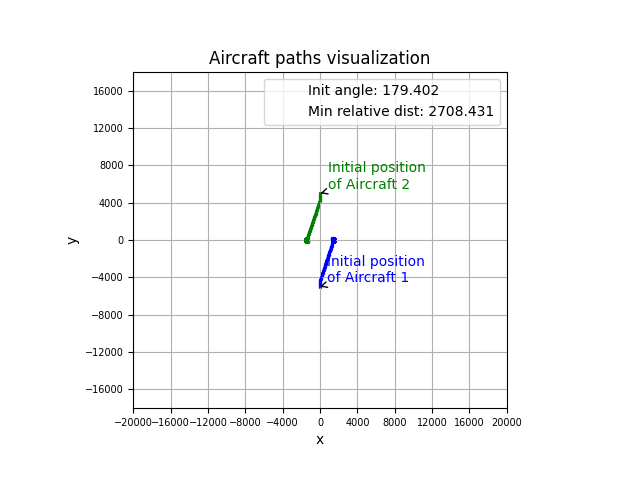 Aircraft paths visualization
Init angle: 179.402
Min relative dist: 2708.431
Initial position
of Aircraft 2
Initial position
of Aircraft 1
y
16000
12000
8000
4000
0
−4000
−8000
−12000
−16000
−20000 −16000 −12000 −8000 −4000 0 4000 8000 12000 16000 20000
x